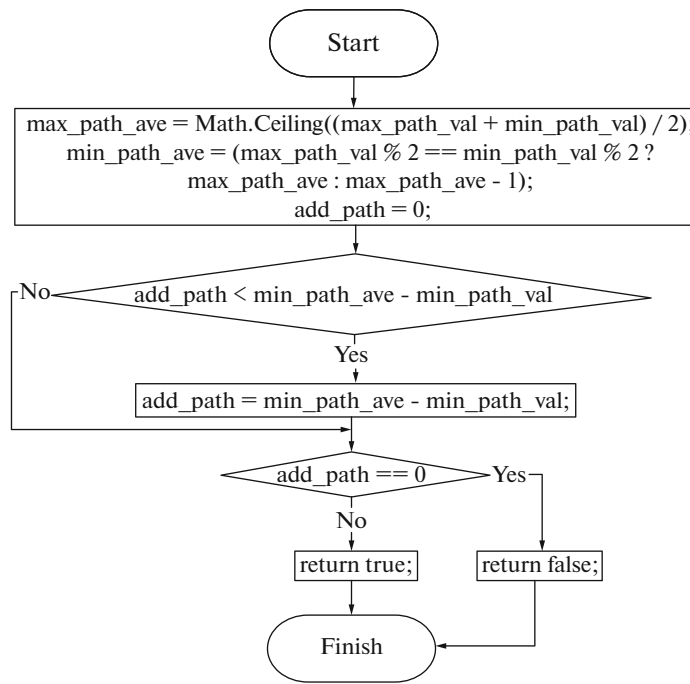 Start
max_path_ave = Math.Ceiling((max_path_val + min_path_val) / 2);
min_path_ave = (max_path_val % 2 == min_path_val % 2 ?
max_path_ave : max_path_ave - 1);
add_path = 0;
No
add_path < min_path_ave - min_path_val
Yes
add_path = min_path_ave - min_path_val;
add_path == 0
Yes
No
return true;
return false;
Finish